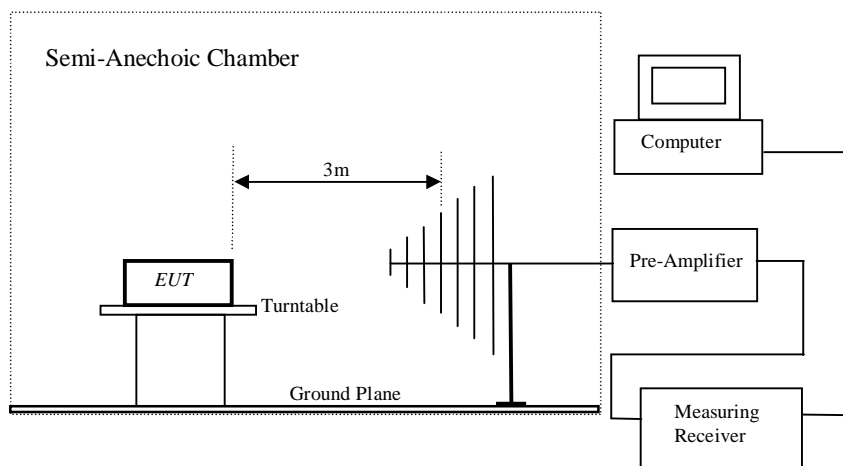 Semi-Anechoic Chamber
Computer
3m
Pre-Amplifier
EUT
Turntable
Ground Plane
Measuring
Receiver